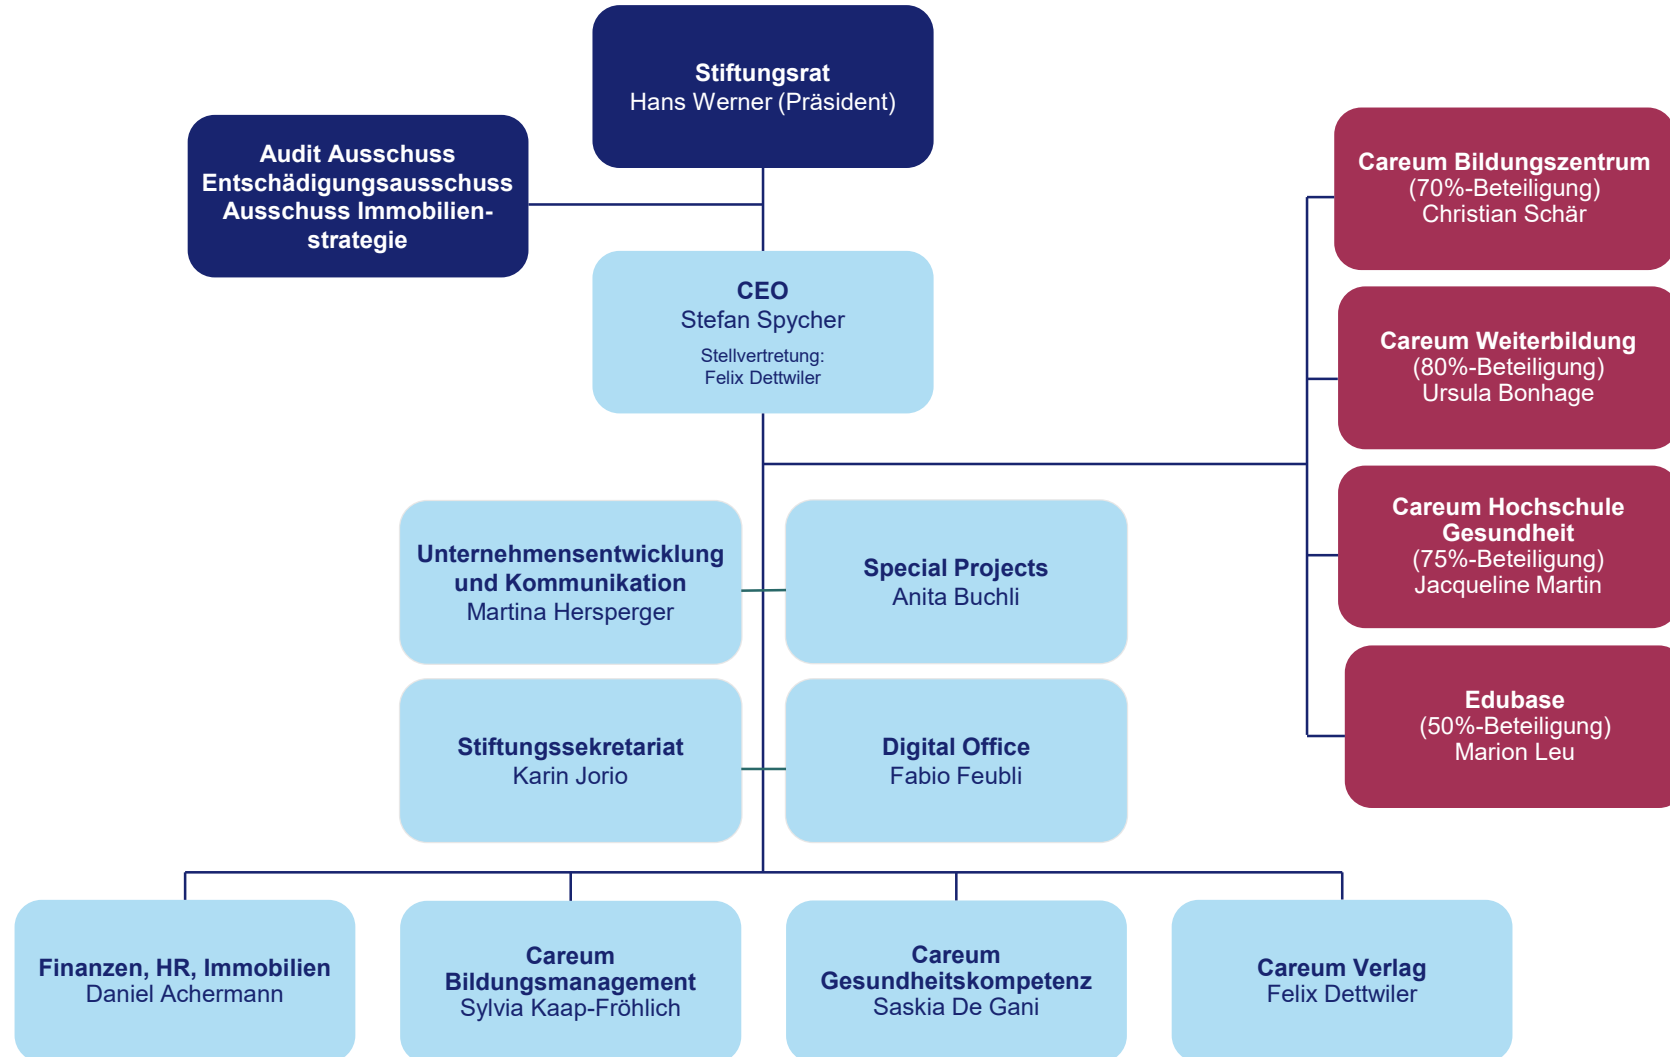 Stiftungsrat
Hans Werner (Präsident)
Audit Ausschuss
Entschädigungsausschuss
Ausschuss Immobilien-
strategie
CEO
Stefan Spycher
Stellvertretung:
Felix Dettwiler
Careum Bildungszentrum
(70%-Beteiligung)
Christian Schär
Careum Weiterbildung
(80%-Beteiligung)
Ursula Bonhage
Careum Hochschule
Gesundheit
(75%-Beteiligung)
Jacqueline Martin
Edubase
(50%-Beteiligung)
Marion Leu
Unternehmensentwicklung
und Kommunikation
Martina Hersperger
Special Projects
Anita Buchli
Stiftungssekretariat
Karin Jorio
Digital Office
Fabio Feubli
Finanzen, HR, Immobilien
Daniel Achermann
Careum
Bildungsmanagement
Sylvia Kaap-Fröhlich
Careum
Gesundheitskompetenz
Saskia De Gani
Careum Verlag
Felix Dettwiler